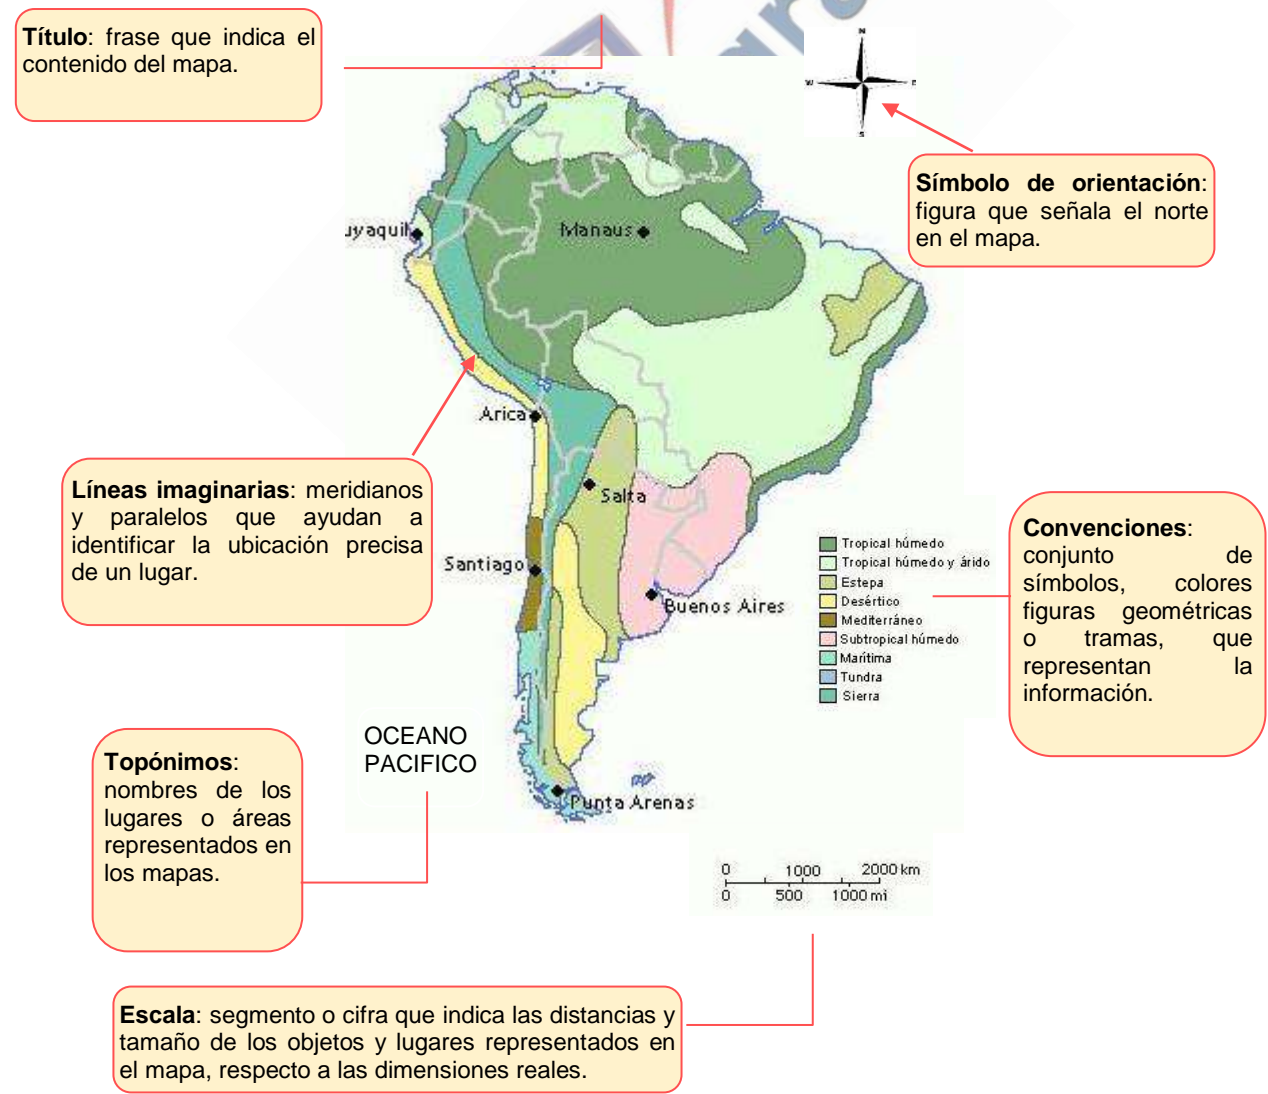 Título: frase que indica el
contenido del mapa.
N
W
E
S
Símbolo de orientación:
figura que señala el norte
en el mapa.
uyaquil
Manaus
Arica
Líneas imaginarias: meridianos
y paralelos que ayudan a
identificar la ubicación precisa
de un lugar.
Salta
Santiago
Buenos Aires
Tropical húmedo
Tropical húmedo y árido
Estepa
Desértico
Mediterráneo
Subtropical húmedo
Marítima
Tundra
Sierra
Convenciones:
conjunto de
símbolos, colores
figuras geométricas
o tramas, que
representan la
información.
OCEANO
PACIFICO
Topónimos:
nombres de los
lugares o áreas
representados en
los mapas.
Punta Arenas
0 1000 2000 km
0 500 1000 mi
Escala: segmento o cifra que indica las distancias y
tamaño de los objetos y lugares representados en
el mapa, respecto a las dimensiones reales.